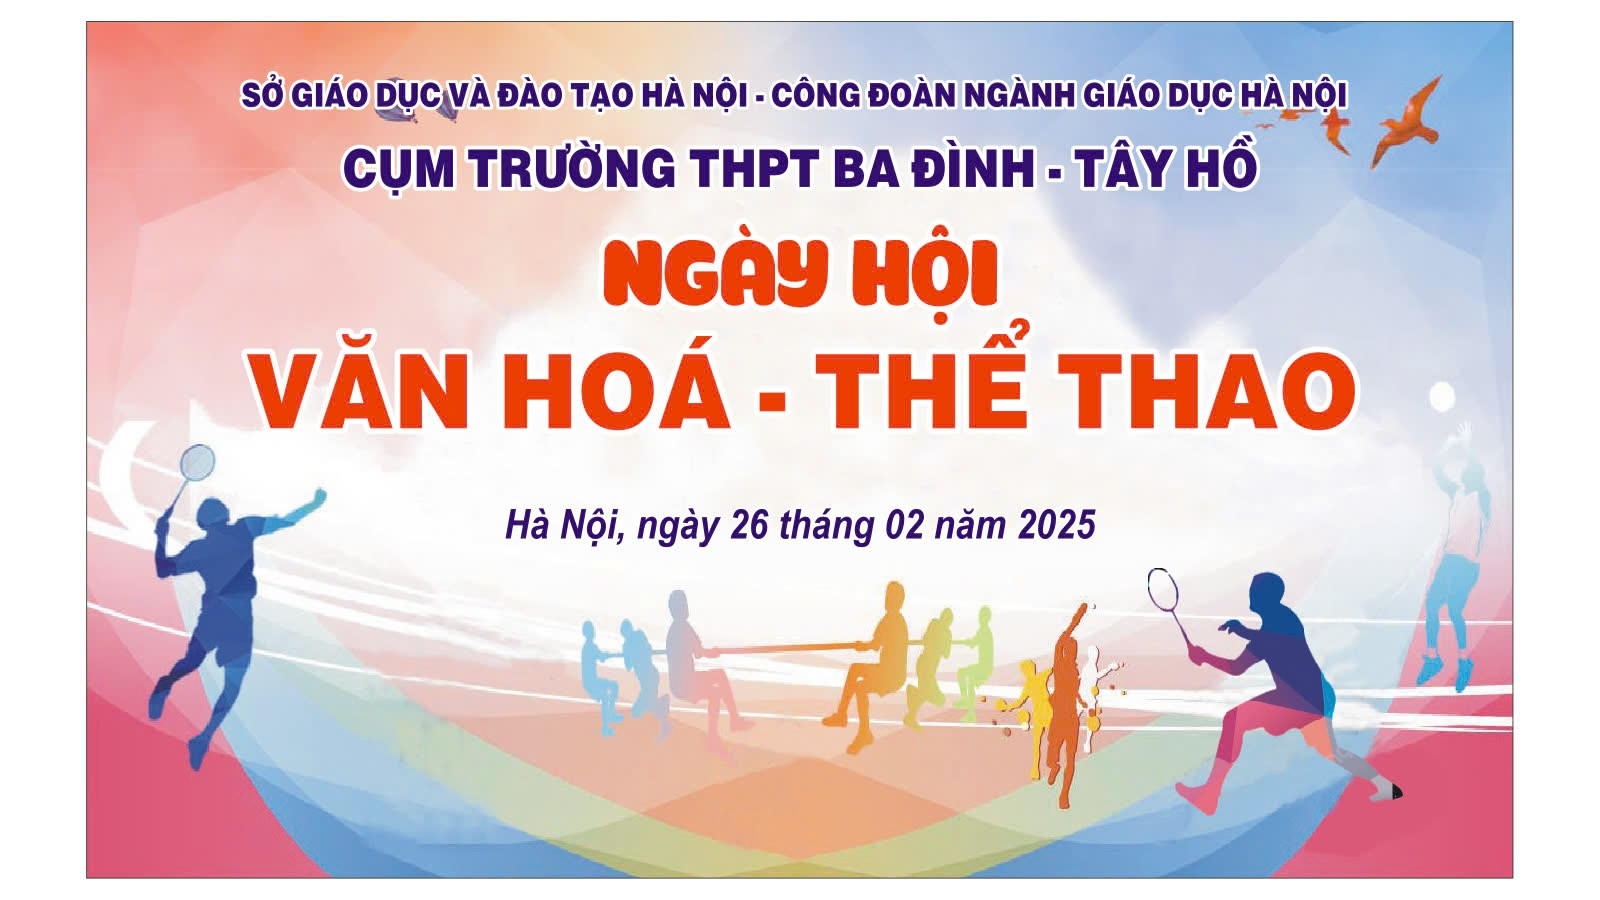 SỞ GIÁO DỤC VÀ ĐÀO TẠO HÀ NỘI - CÔNG ĐOÀN NGÀNH GIÁO DỤC HÀ NỘI
CỤM TRƯỜNG THPT BA ĐÌNH - TÂY HỒ
NGÀY HỘI
VĂN HOÁ - THỂ THAO
Hà Nội, ngày 26 tháng 02 năm 2025